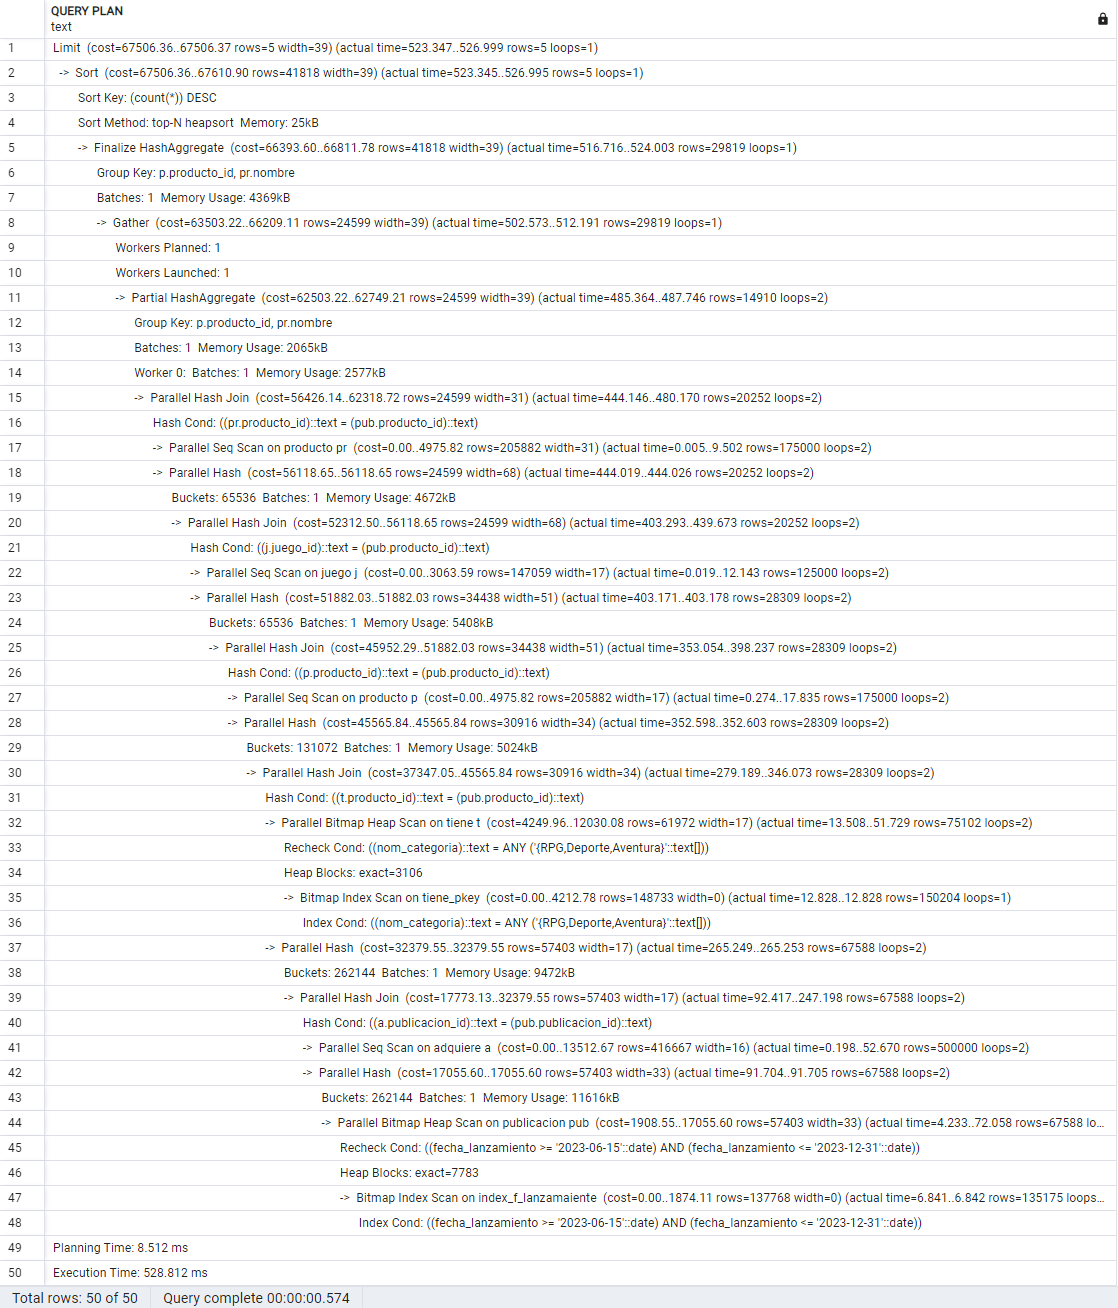 QUERY PLAN
text
1 Limit (cost=67506.36..67506.37 rows=5 width=39) (actual time=523.347..526.999 rows=5 loops=1)
2 -> Sort (cost=67506.36..67610.90 rows=41818 width=39) (actual time=523.345..526.995 rows=5 loops=1)
3 Sort Key: (count(*)) DESC
4 Sort Method: top-N heapsort Memory: 25kB
5 -> Finalize HashAggregate (cost=66393.60..66811.78 rows=41818 width=39) (actual time=516.716..524.003 rows=29819 loops=1)
6 Group Key: p.producto_id, pr.nombre
7 Batches: 1 Memory Usage: 4369kB
8 -> Gather (cost=63503.22..66209.11 rows=24599 width=39) (actual time=502.573..512.191 rows=29819 loops=1)
9 Workers Planned: 1
10 Workers Launched: 1
11 -> Partial HashAggregate (cost=62503.22..62749.21 rows=24599 width=39) (actual time=485.364..487.746 rows=14910 loops=2)
12 Group Key: p.producto_id, pr.nombre
13 Batches: 1 Memory Usage: 2065kB
14 Worker 0: Batches: 1 Memory Usage: 2577kB
15 -> Parallel Hash Join (cost=56426.14..62318.72 rows=24599 width=31) (actual time=444.146..480.170 rows=20252 loops=2)
16 Hash Cond: ((pr.producto_id)::text = (pub.producto_id)::text)
17 -> Parallel Seq Scan on producto pr (cost=0.00..4975.82 rows=205882 width=31) (actual time=0.005..9.502 rows=175000 loops=2)
18 -> Parallel Hash (cost=56118.65..56118.65 rows=24599 width=68) (actual time=444.019..444.026 rows=20252 loops=2)
19 Buckets: 65536 Batches: 1 Memory Usage: 4672kB
20 -> Parallel Hash Join (cost=52312.50..56118.65 rows=24599 width=68) (actual time=403.293..439.673 rows=20252 loops=2)
21 Hash Cond: ((j.juego_id)::text = (pub.producto_id)::text)
22 -> Parallel Seq Scan on juego j (cost=0.00..3063.59 rows=147059 width=17) (actual time=0.019..12.143 rows=125000 loops=2)
23 -> Parallel Hash (cost=51882.03..51882.03 rows=34438 width=51) (actual time=403.171..403.178 rows=28309 loops=2)
24 Buckets: 65536 Batches: 1 Memory Usage: 5408kB
25 -> Parallel Hash Join (cost=45952.29..51882.03 rows=34438 width=51) (actual time=353.054..398.237 rows=28309 loops=2)
26 Hash Cond: ((p.producto_id)::text = (pub.producto_id)::text)
27 -> Parallel Seq Scan on producto p (cost=0.00..4975.82 rows=205882 width=17) (actual time=0.274..17.835 rows=175000 loops=2)
28 -> Parallel Hash (cost=45565.84..45565.84 rows=30916 width=34) (actual time=352.598..352.603 rows=28309 loops=2)
29 Buckets: 131072 Batches: 1 Memory Usage: 5024kB
30 -> Parallel Hash Join (cost=37347.05..45565.84 rows=30916 width=34) (actual time=279.189..346.073 rows=28309 loops=2)
31 Hash Cond: ((t.producto_id)::text = (pub.producto_id)::text)
32 -> Parallel Bitmap Heap Scan on tiene t (cost=4249.96..12030.08 rows=61972 width=17) (actual time=13.508..51.729 rows=75102 loops=2)
33 Recheck Cond: ((nom_categoria)::text = ANY ('{RPG,Deporte,Aventura}'::text[]))
34 Heap Blocks: exact=3106
35 -> Bitmap Index Scan on tiene_pkey (cost=0.00..4212.78 rows=148733 width=0) (actual time=12.828..12.828 rows=150204 loops=1)
36 Index Cond: ((nom_categoria)::text = ANY ('{RPG,Deporte,Aventura}'::text[]))
37 -> Parallel Hash (cost=32379.55..32379.55 rows=57403 width=17) (actual time=265.249..265.253 rows=67588 loops=2)
38 Buckets: 262144 Batches: 1 Memory Usage: 9472kB
39 -> Parallel Hash Join (cost=17773.13..32379.55 rows=57403 width=17) (actual time=92.417..247.198 rows=67588 loops=2)
40 Hash Cond: ((a.publicacion_id)::text = (pub.publicacion_id)::text)
41 -> Parallel Seq Scan on adquiere a (cost=0.00..13512.67 rows=416667 width=16) (actual time=0.198..52.670 rows=500000 loops=2)
42 -> Parallel Hash (cost=17055.60..17055.60 rows=57403 width=33) (actual time=91.704..91.705 rows=67588 loops=2)
43 Buckets: 262144 Batches: 1 Memory Usage: 11616kB
44 -> Parallel Bitmap Heap Scan on publicacion pub (cost=1908.55..17055.60 rows=57403 width=33) (actual time=4.233..72.058 rows=67588 lo...
45 Recheck Cond: ((fecha_lanzamiento >= '2023-06-15'::date) AND (fecha_lanzamiento <= '2023-12-31'::date))
46 Heap Blocks: exact=7783
47 -> Bitmap Index Scan on index_f_lanzamaiente (cost=0.00..1874.11 rows=137768 width=0) (actual time=6.841..6.842 rows=135175 loops...
48 Index Cond: ((fecha_lanzamiento >= '2023-06-15'::date) AND (fecha_lanzamiento <= '2023-12-31'::date))
49 Planning Time: 8.512 ms
50 Execution Time: 528.812 ms
Total rows: 50 of 50 Query complete 00:00:00.574